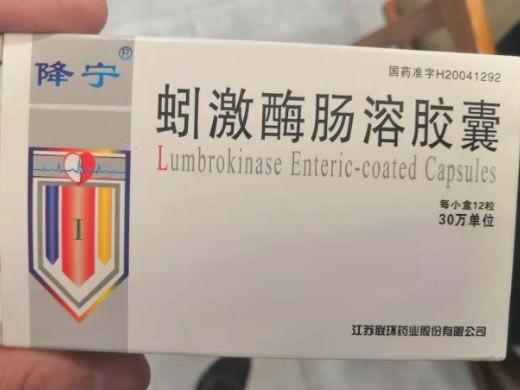 降宁®
国药准字H20041292
蚓激酶肠溶胶囊
Lumbrokinase Enteric-coated Capsules
每小盒12粒
30万单位
I
江苏联环药业股份有限公司